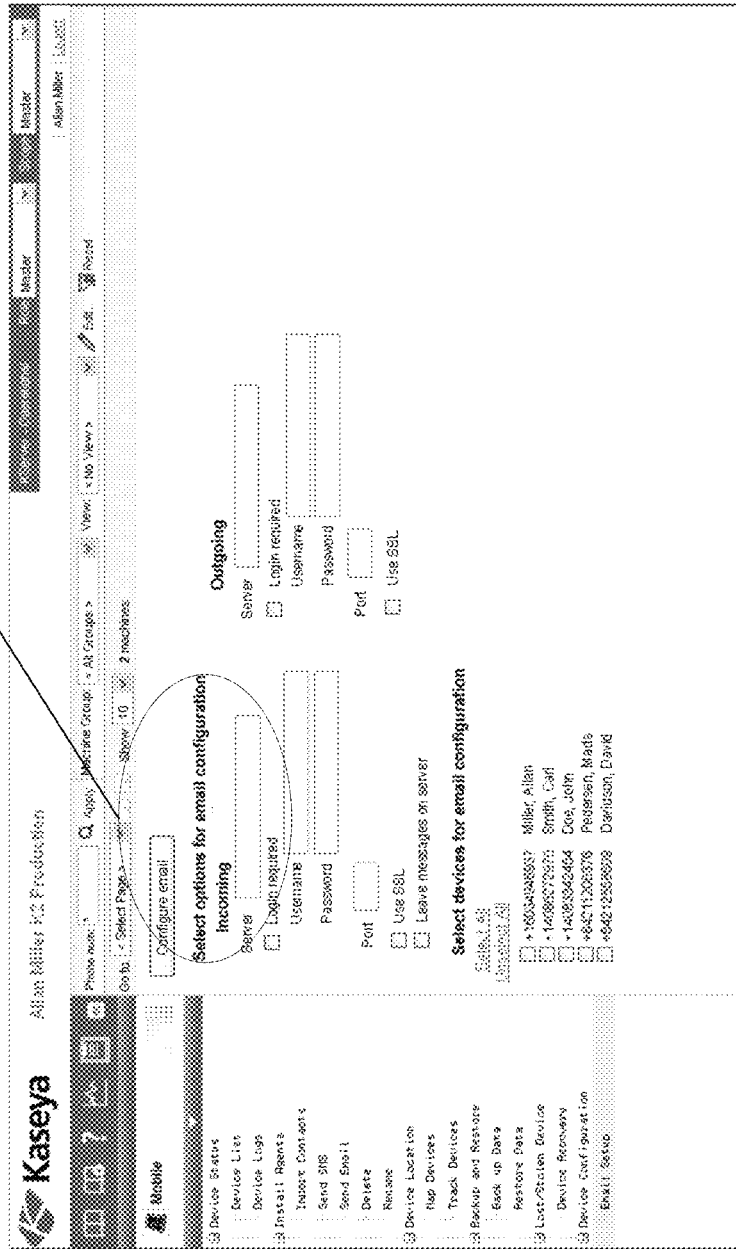 Kaseya
Allan Miller K2 Production
Master
Master
Allan Miller
Apply
Machine Group: < All Groups >
View: < No View >
Edit...
Reset
Go to: < Select Page >
Show 10
2 machines
Mobile
Device Status
Device List
Device Logs
Install Agents
Import Contacts
Send SMS
Send Email
Delete
Rename
Device Location
Map Devices
Track Devices
Backup and Restore
Back up Data
Restore Data
Lost/Stolen Device
Device Recovery
Device Configuration
Email Setup
Configure email
Select options for email configuration
Incoming
Server
Login required
Username
Password
Port
Use SSL
Leave messages on server
Outgoing
Server
Login required
Username
Password
Port
Use SSL
Select devices for email configuration
Select All
Unselect All
Miller, Allan
Smith, Carl
Doe, John
Pedersen, Mads
Davidson, David